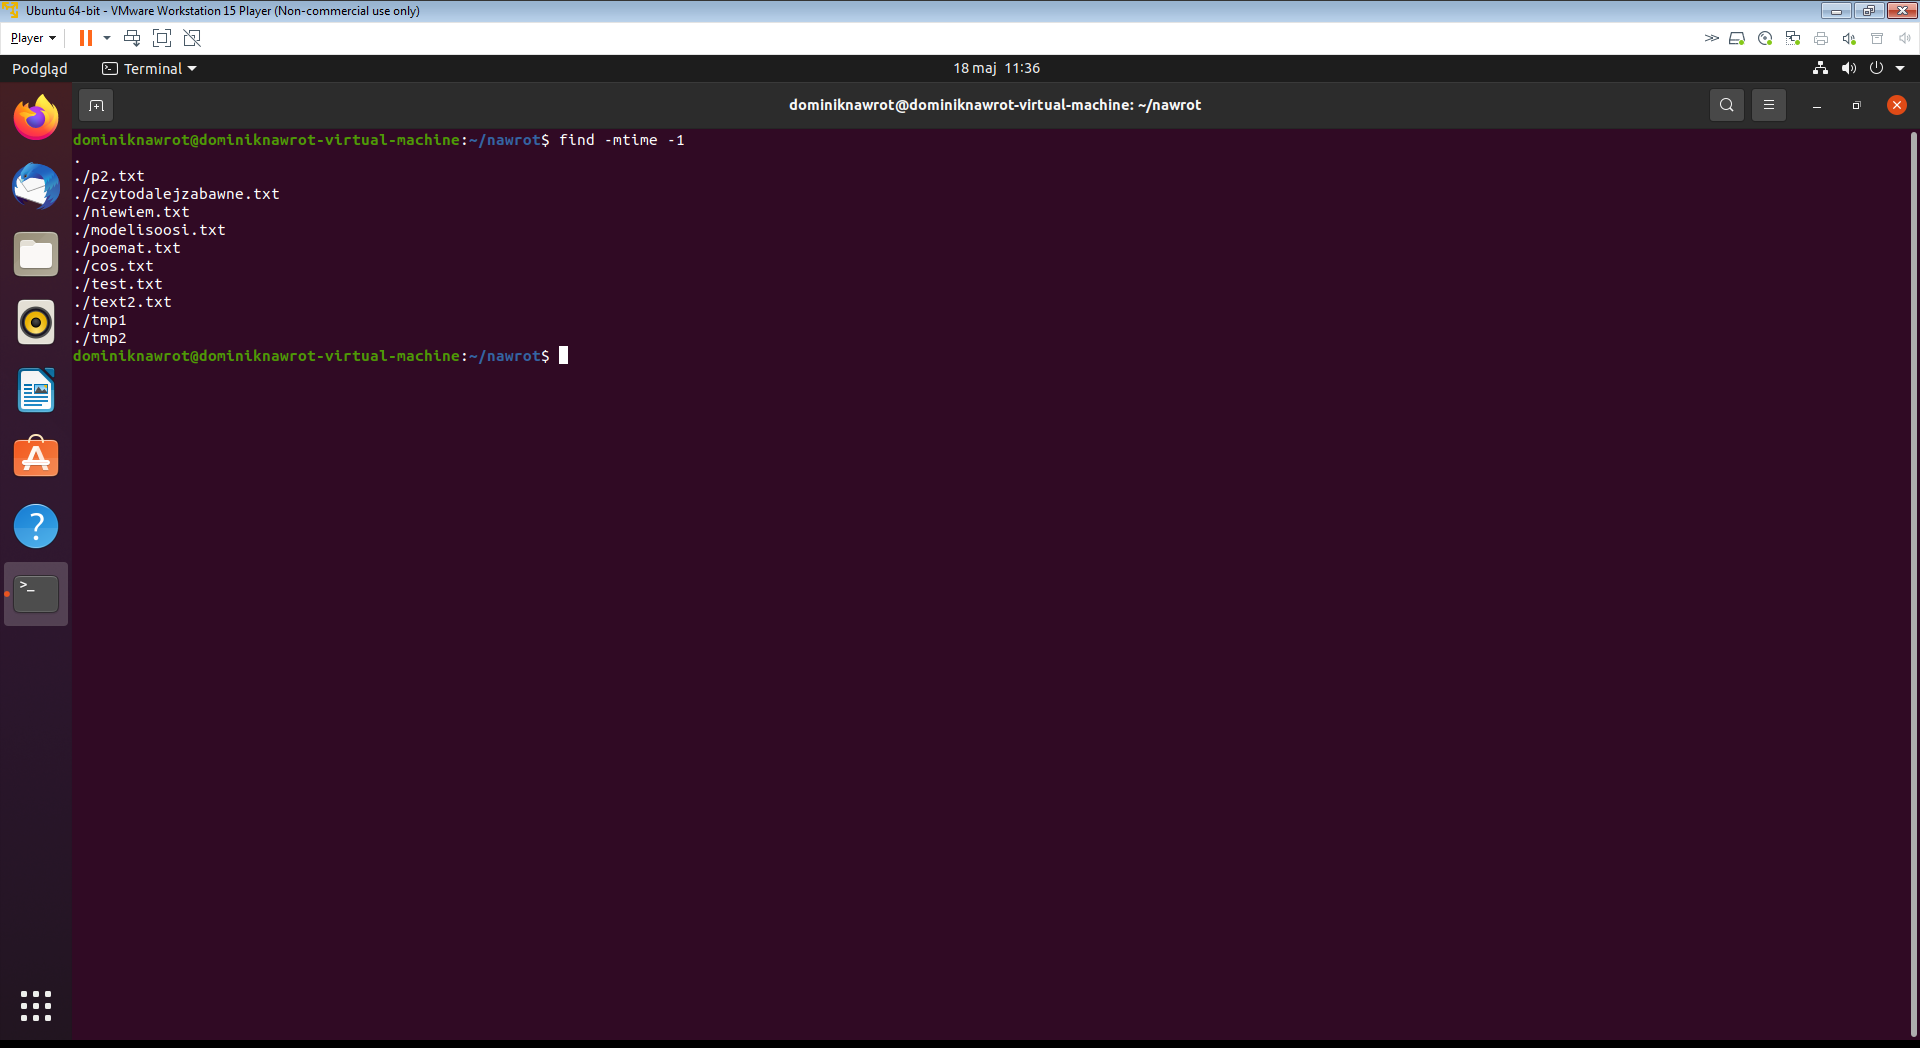 Ubuntu 64-bit - VMware Workstation 15 Player (Non-commercial use only)
Player
Podgląd Terminal 18 maj 11:36
dominiknawrot@dominiknawrot-virtual-machine: ~/nawrot
dominiknawrot@dominiknawrot-virtual-machine:~/nawrot$ find -mtime -1
.
./p2.txt
./czytodalejzabawne.txt
./niewiem.txt
./modelisoosi.txt
./poemat.txt
./cos.txt
./test.txt
./text2.txt
./tmp1
./tmp2
dominiknawrot@dominiknawrot-virtual-machine:~/nawrot$